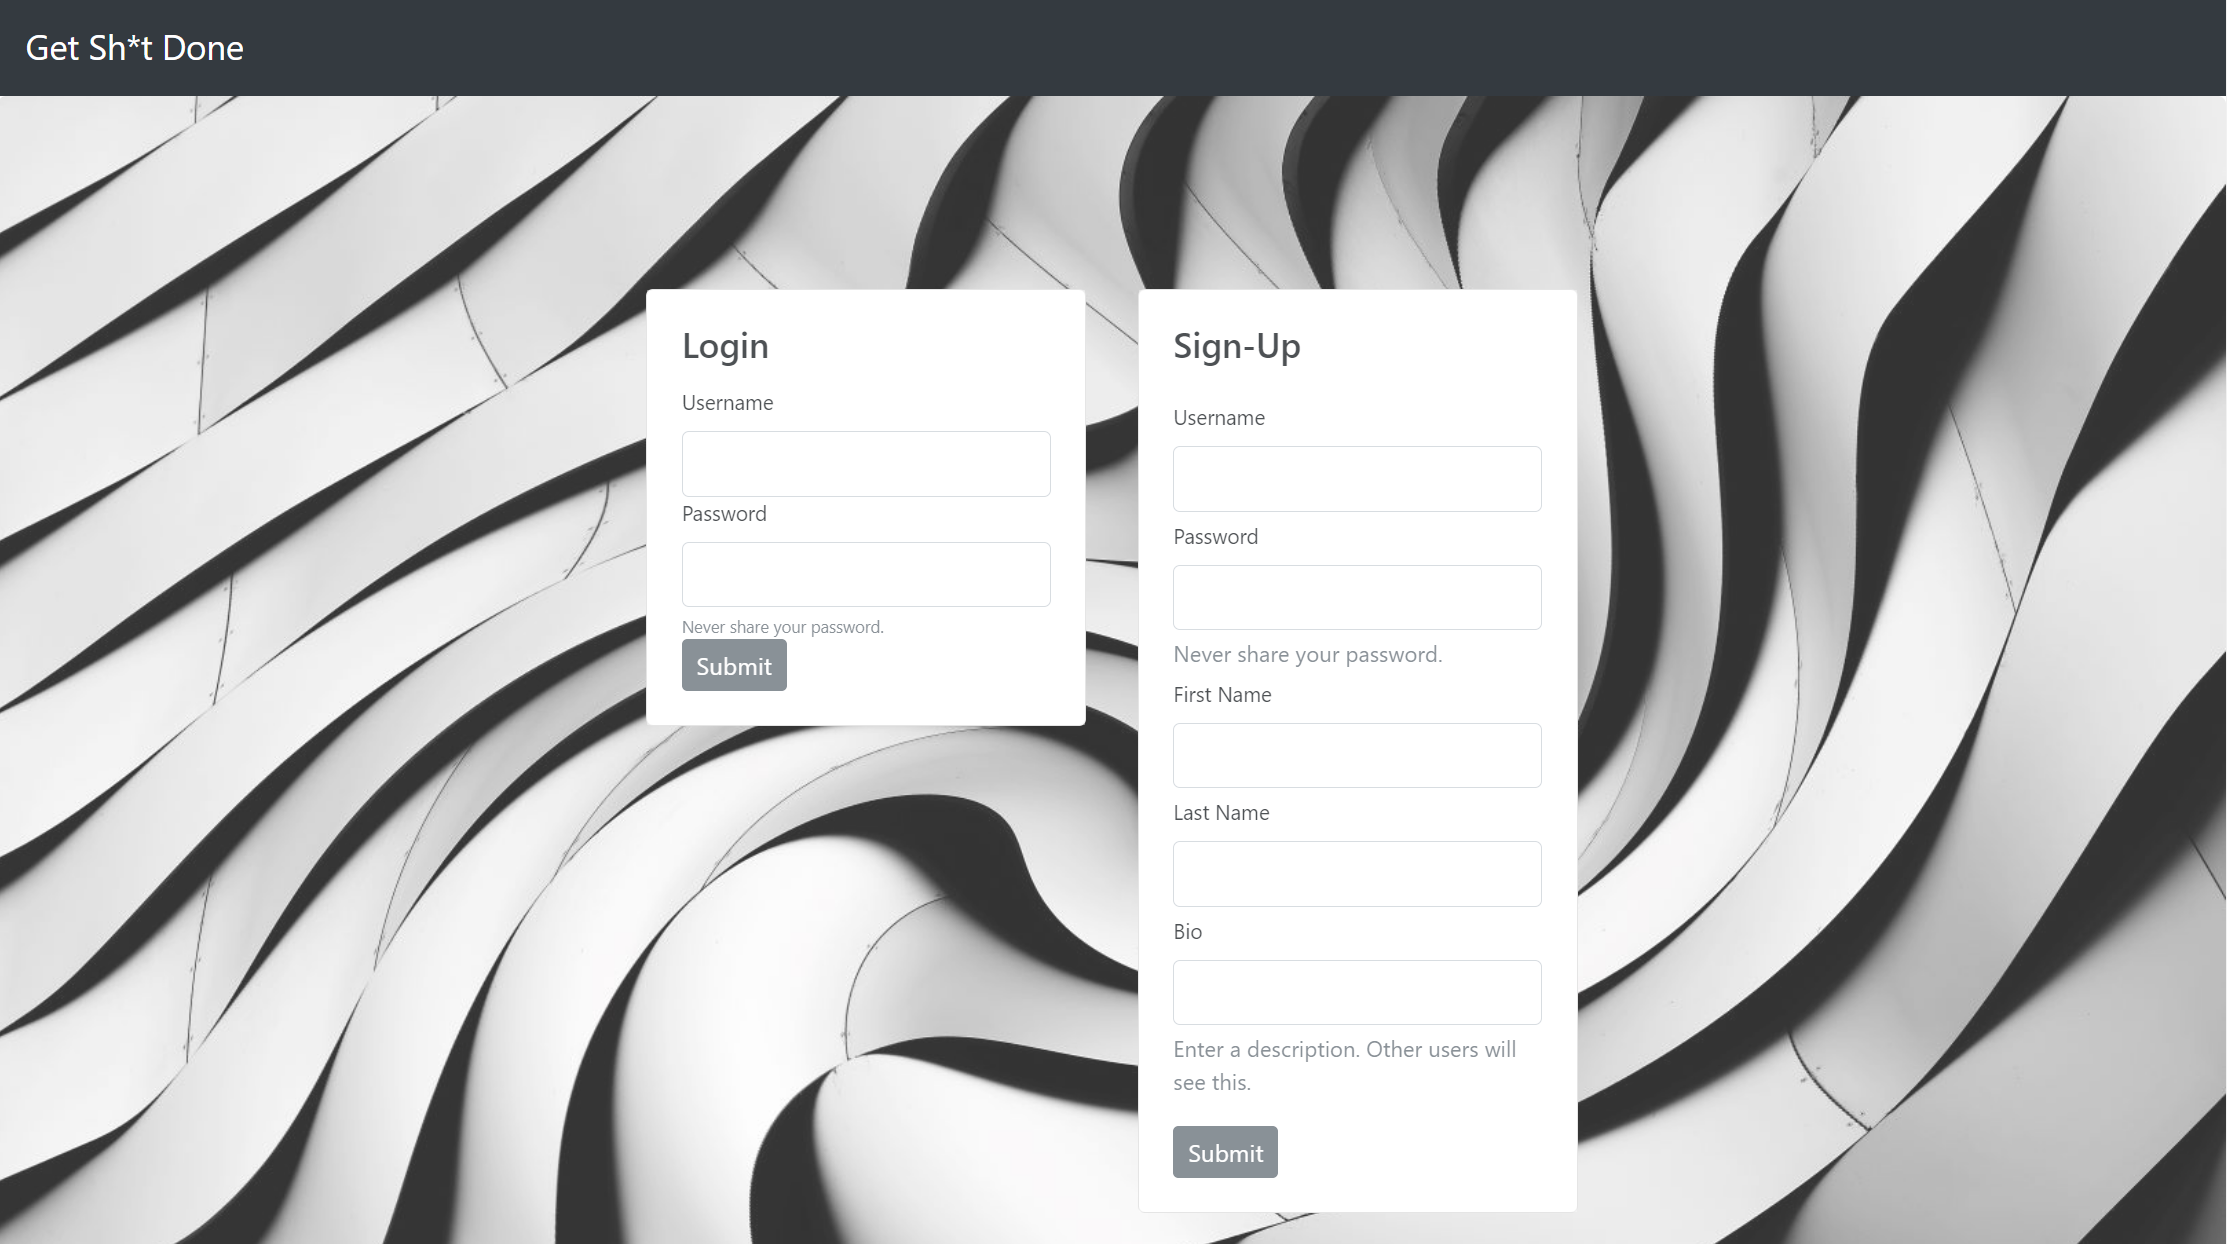 Get Sh*t Done
Login
Username
Password
Never share your password.
Submit
Sign-Up
Username
Password
Never share your password.
First Name
Last Name
Bio
Enter a description. Other users will
see this.
Submit